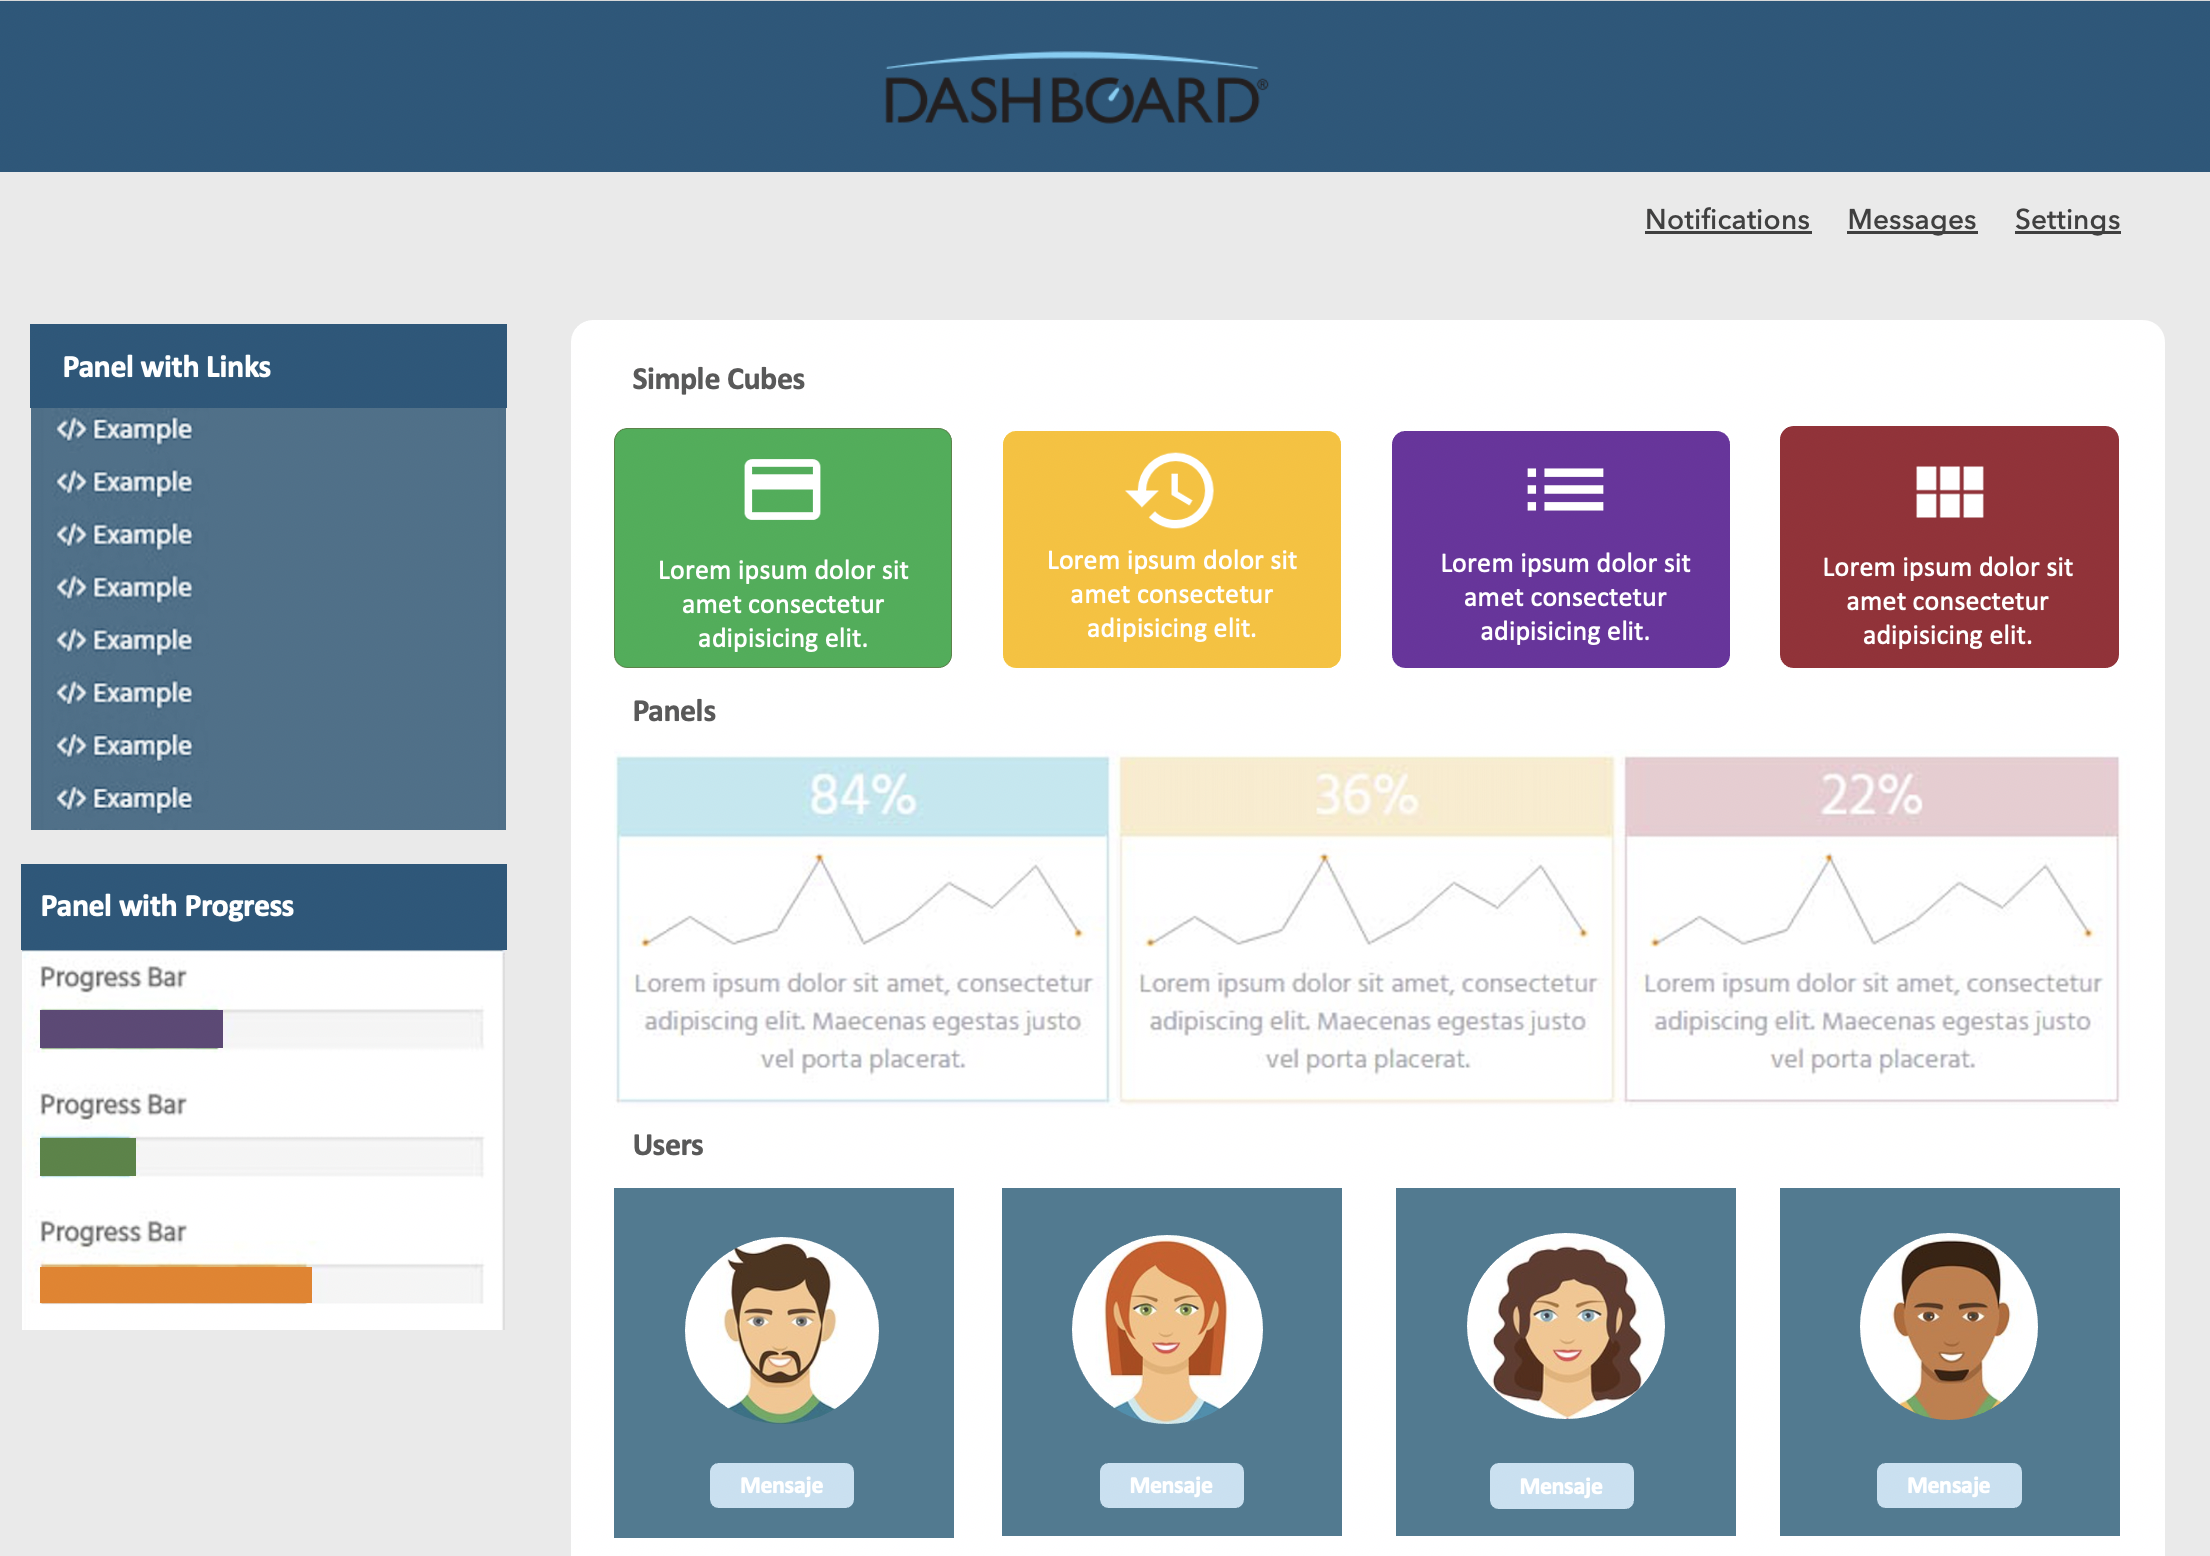 DASHBOARD®
Notifications Messages Settings
Panel with Links
</> Example
</> Example
</> Example
</> Example
</> Example
</> Example
</> Example
</> Example
Panel with Progress
Progress Bar
Progress Bar
Progress Bar
Simple Cubes
Lorem ipsum dolor sit
amet consectetur
adipisicing elit.
Lorem ipsum dolor sit
amet consectetur
adipisicing elit.
Lorem ipsum dolor sit
amet consectetur
adipisicing elit.
Lorem ipsum dolor sit
amet consectetur
adipisicing elit.
Panels
84%
Lorem ipsum dolor sit amet, consectetur
adipiscing elit. Maecenas egestas justo
vel porta placerat.
36%
Lorem ipsum dolor sit amet, consectetur
adipiscing elit. Maecenas egestas justo
vel porta placerat.
22%
Lorem ipsum dolor sit amet, consectetur
adipiscing elit. Maecenas egestas justo
vel porta placerat.
Users
Mensaje
Mensaje
Mensaje
Mensaje